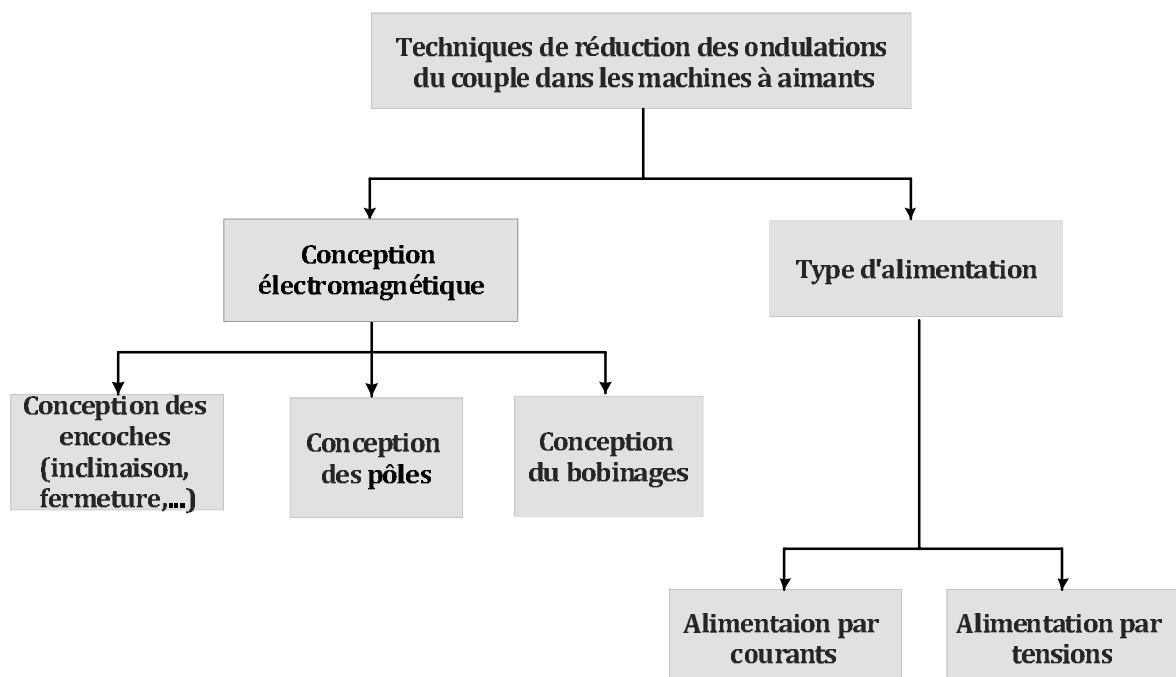 Techniques de réduction des ondulations
du couple dans les machines à aimants
Conception
électromagnétique
Type d'alimentation
Conception des
encoches
(inclinaison,
fermeture,...)
Conception
des pôles
Conception
du bobinages
Alimentaion par
courants
Alimentation par
tensions